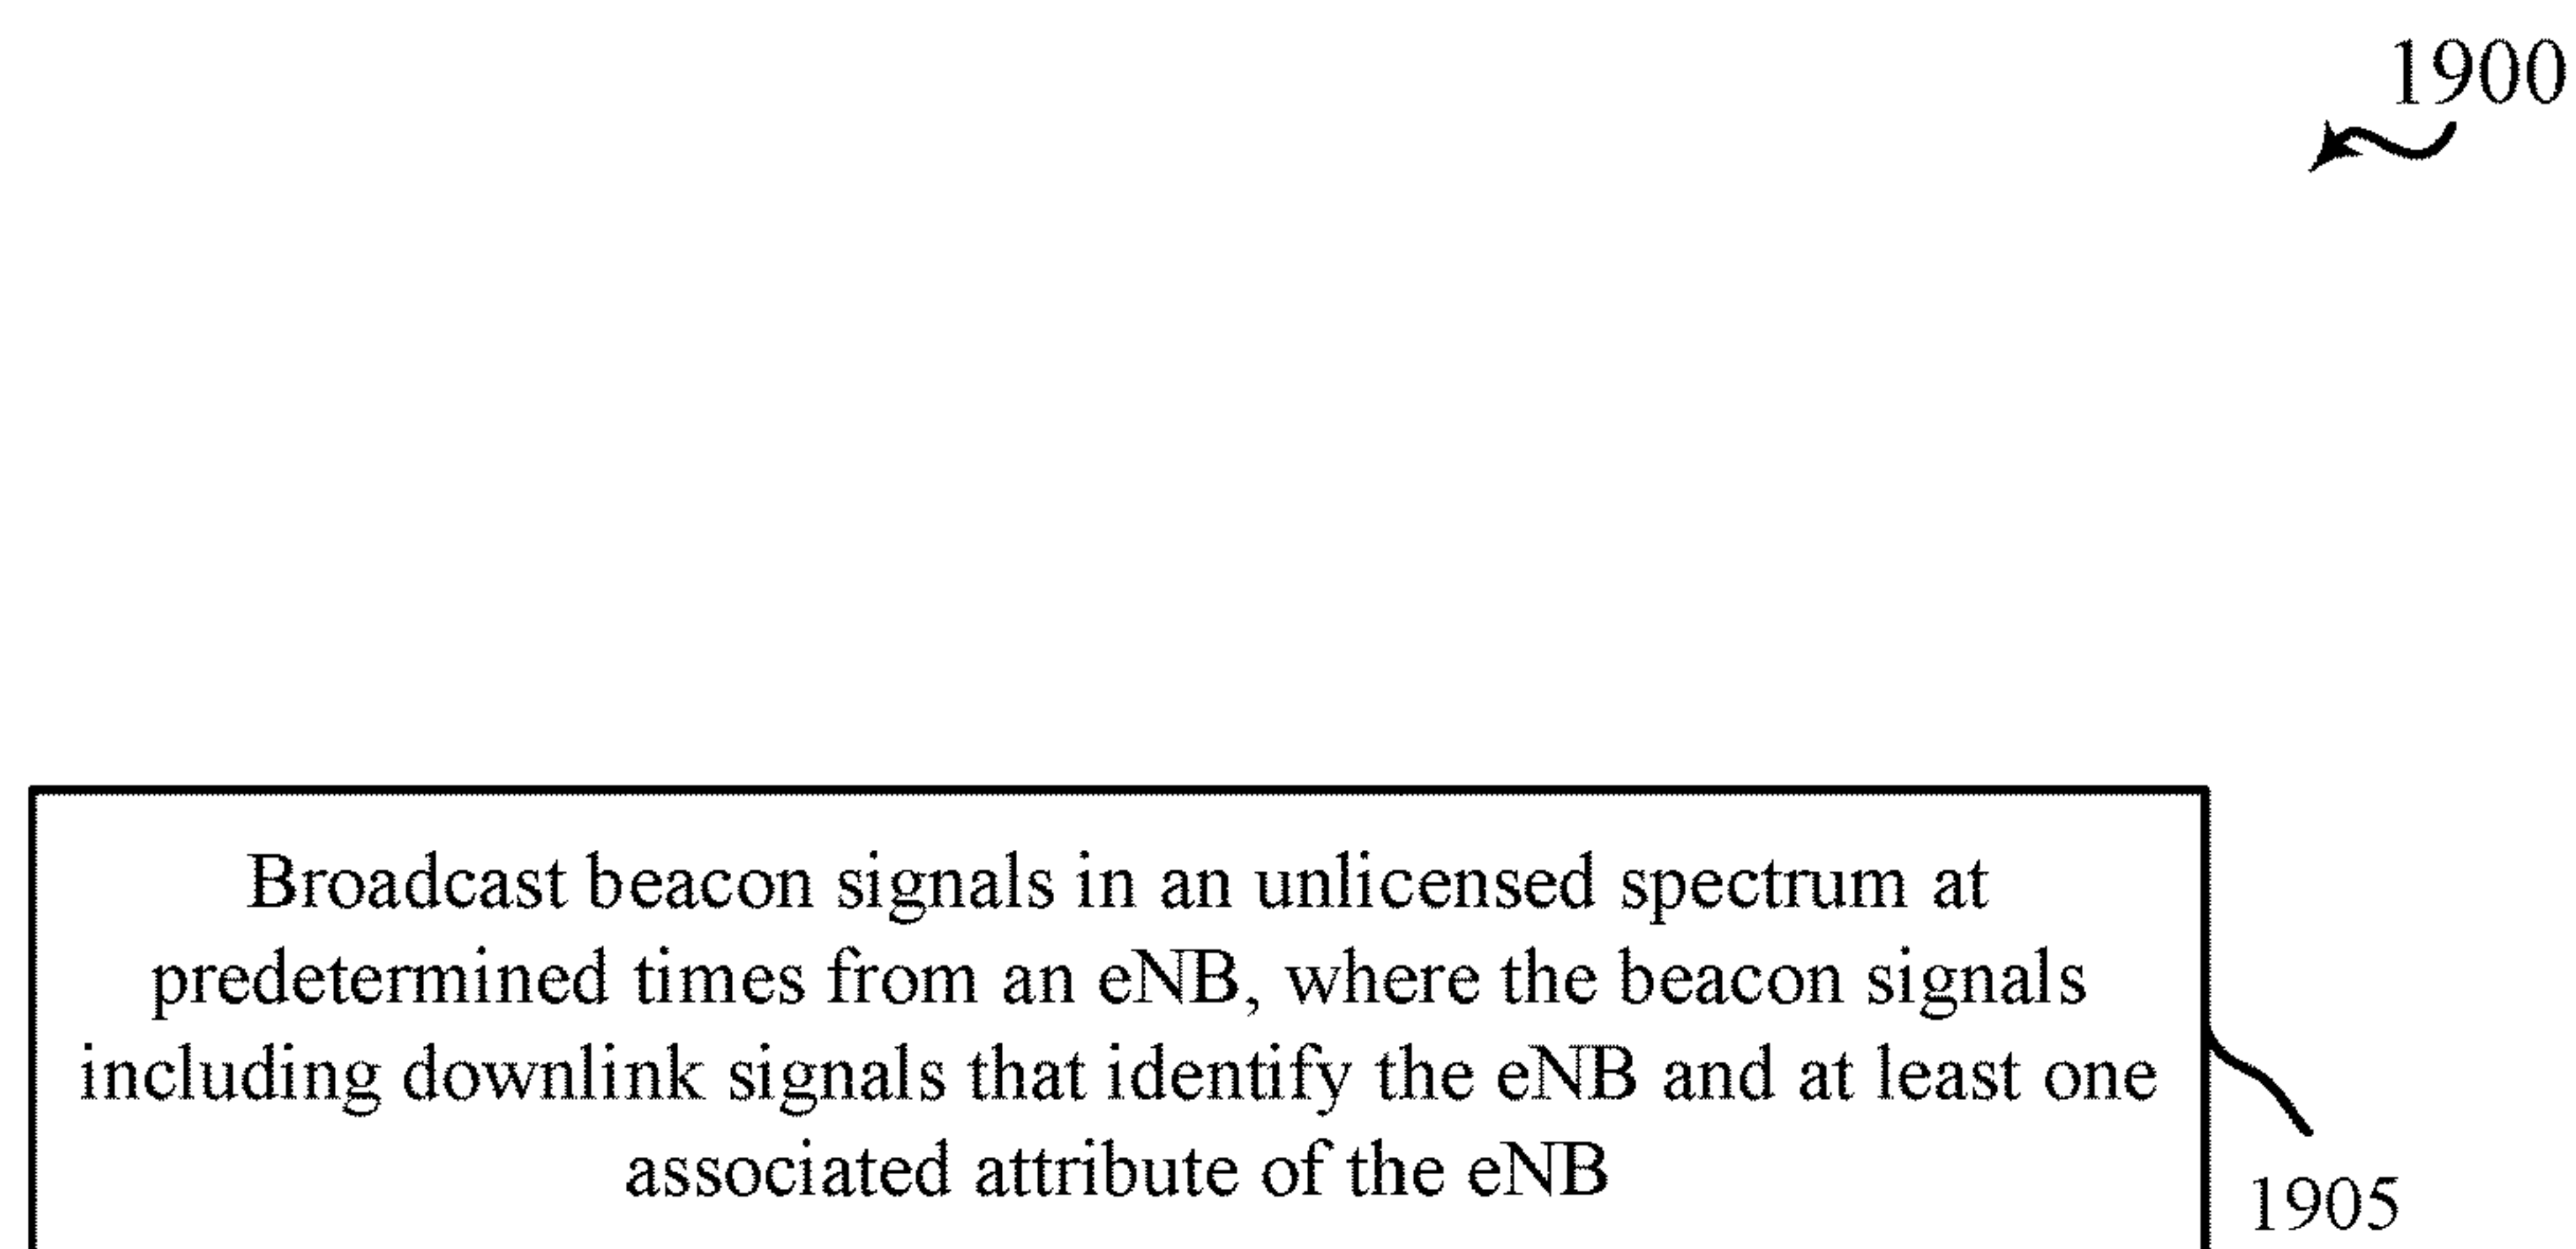 1900
Broadcast beacon signals in an unlicensed spectrum at
predetermined times from an eNB, where the beacon signals
including downlink signals that identify the eNB and at least one
associated attribute of the eNB
1905